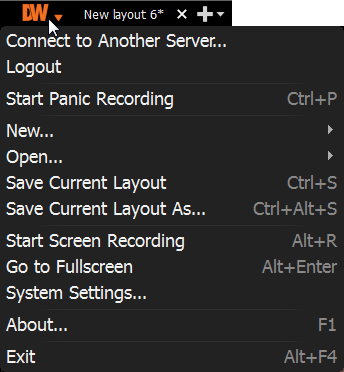 DW New layout 6*
Connect to Another Server...
Logout
Start Panic Recording Ctrl+P
New...
Open...
Save Current Layout Ctrl+S
Save Current Layout As... Ctrl+Alt+S
Start Screen Recording Alt+R
Go to Fullscreen Alt+Enter
System Settings...
About... F1
Exit Alt+F4